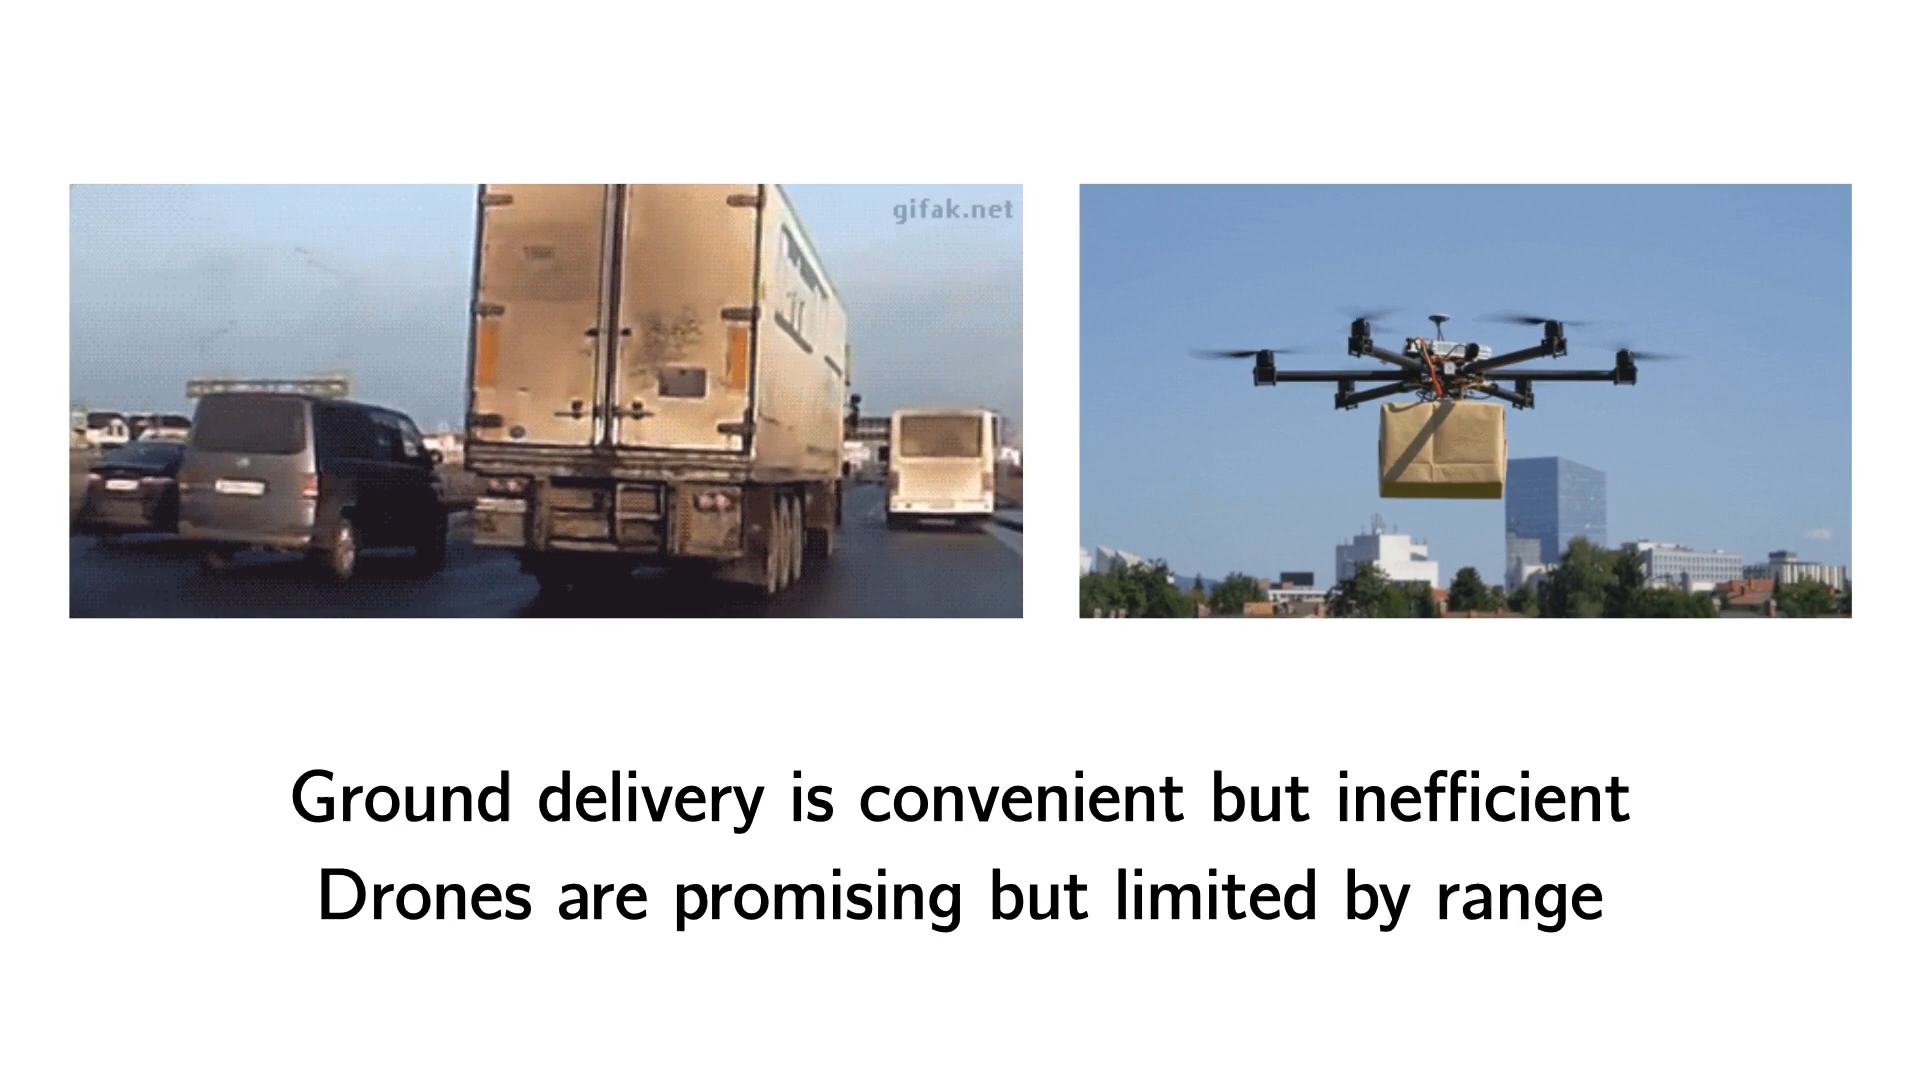 gifak.net
Ground delivery is convenient but inefficient
Drones are promising but limited by range